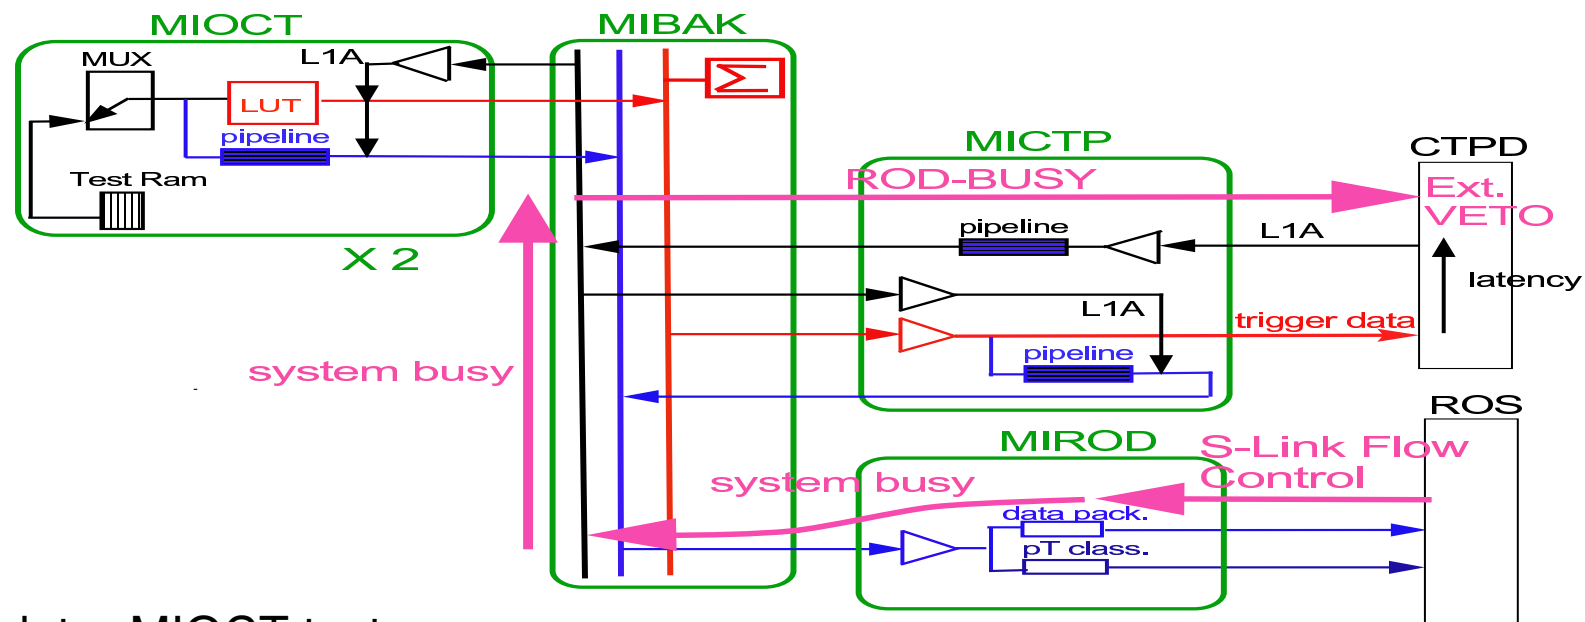 MIOCT
MIBAK
MUX
L1A
LUT
Σ
pipeline
Test Ram
X 2
MICTP
CTPD
ROD-BUSY
Ext.
VETO
pipeline
L1A
latency
L1A
trigger data
pipeline
system busy
ROS
MIROD
S-Link Flow
Control
system busy
data pack.
pT class.
MIOCT